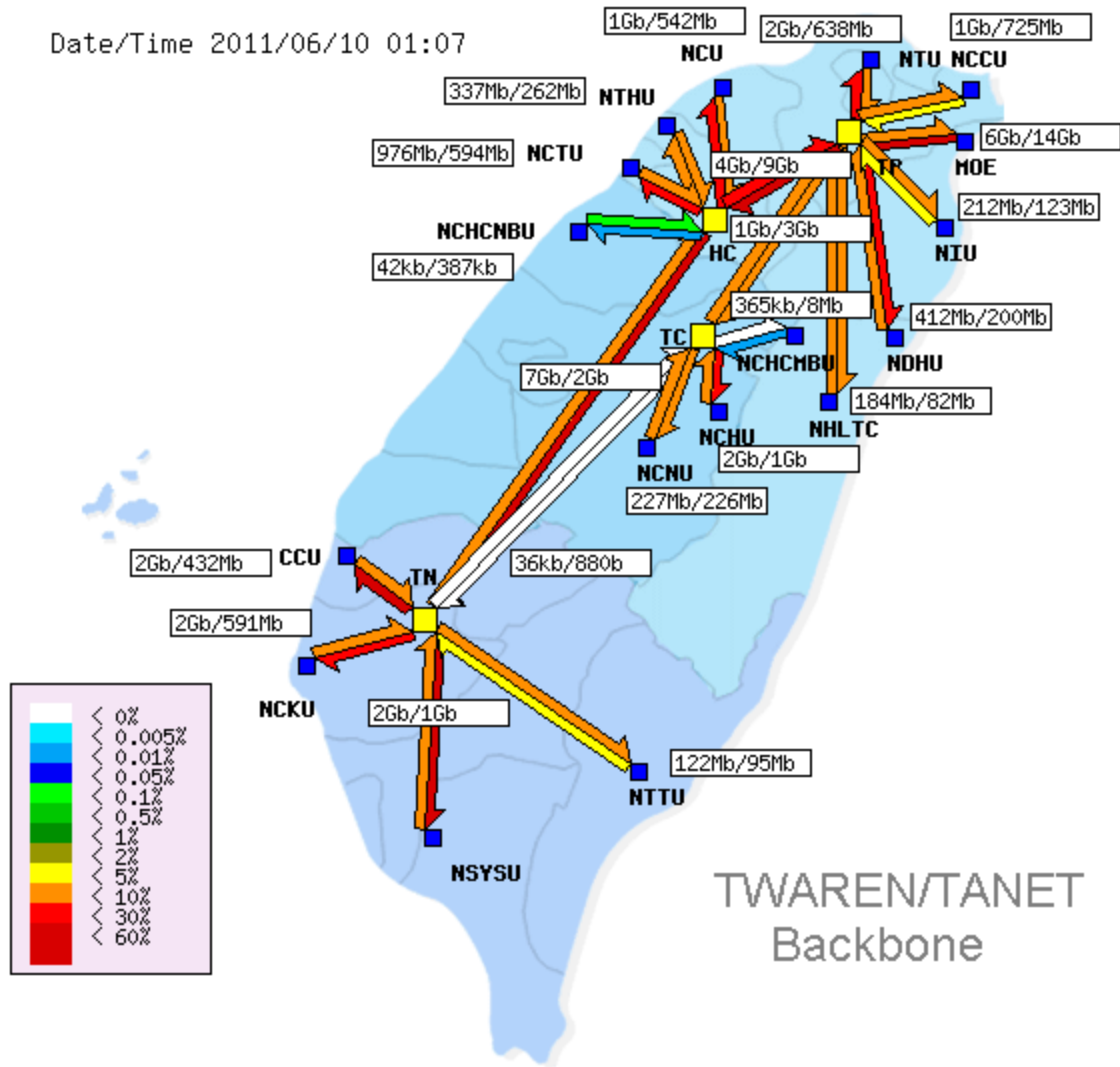 Date/Time 2011/06/10 01:07
1Gb/542Mb
2Gb/638Mb
1Gb/725Mb
NCU
NTU
NCCU
337Mb/262Mb
NTHU
976Mb/594Mb
NCTU
4Gb/9Gb
TP
6Gb/14Gb
MOE
212Mb/123Mb
NIU
NCHCNBU
42kb/387kb
HC
1Gb/3Gb
365kb/8Mb
412Mb/200Mb
NDHU
TC
NCHCMBU
7Gb/2Gb
184Mb/82Mb
NHLTC
NCHU
2Gb/1Gb
NCNU
227Mb/226Mb
2Gb/432Mb
CCU
TN
36kb/880b
2Gb/591Mb
NCKU
2Gb/1Gb
122Mb/95Mb
NTTU
NSYSU
< 0%
< 0.005%
< 0.01%
< 0.05%
< 0.1%
< 0.5%
< 1%
< 2%
< 5%
< 10%
< 30%
< 60%
TWAREN/TANET
Backbone